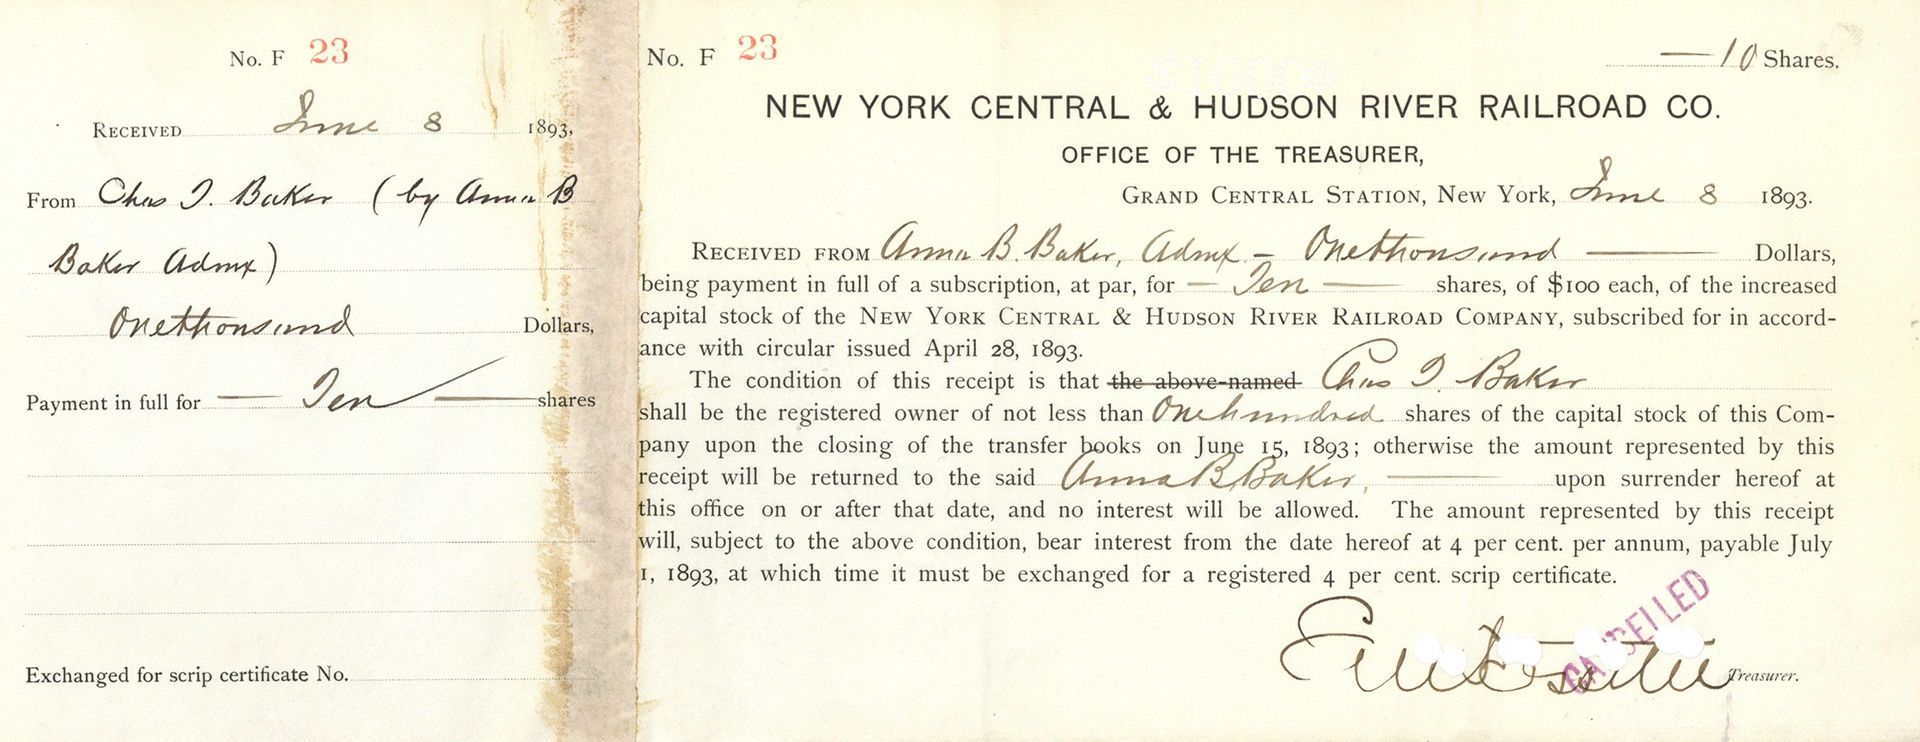 No. F 23
RECEIVED June 8 1893,
From Chas T. Baker (by Anna B
Baker Admx)
Onethousand Dollars,
Payment in full for — Ten — shares
Exchanged for scrip certificate No.
No. F 23
— 10 Shares.
$1000
NEW YORK CENTRAL & HUDSON RIVER RAILROAD CO.
OFFICE OF THE TREASURER,
GRAND CENTRAL STATION, New York, June 8 1893.
RECEIVED FROM Anna B. Baker, Admx — Onethousand — Dollars,
being payment in full of a subscription, at par, for — Ten — shares, of $100 each, of the increased
capital stock of the NEW YORK CENTRAL & HUDSON RIVER RAILROAD COMPANY, subscribed for in accord-
ance with circular issued April 28, 1893.
The condition of this receipt is that the above-named Chas T. Baker
shall be the registered owner of not less than Onehundred shares of the capital stock of this Com-
pany upon the closing of the transfer books on June 15, 1893; otherwise the amount represented by this
receipt will be returned to the said Anna B Baker, — upon surrender hereof at
this office on or after that date, and no interest will be allowed. The amount represented by this receipt
will, subject to the above condition, bear interest from the date hereof at 4 per cent. per annum, payable July
1, 1893, at which time it must be exchanged for a registered 4 per cent. scrip certificate.
CANCELLED
Treasurer.